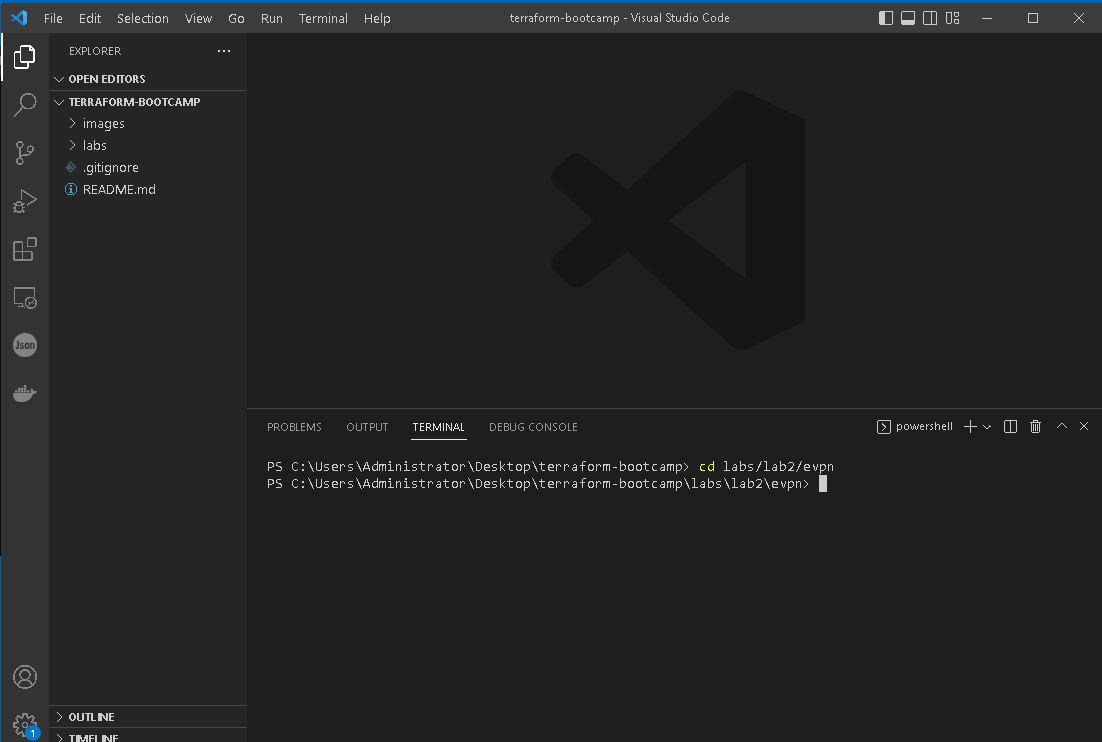 File Edit Selection View Go Run Terminal Help terraform-bootcamp - Visual Studio Code
EXPLORER ···
OPEN EDITORS
TERRAFORM-BOOTCAMP
images
labs
.gitignore
README.md
Json
PROBLEMS OUTPUT TERMINAL DEBUG CONSOLE powershell
PS C:\Users\Administrator\Desktop\terraform-bootcamp> cd labs/lab2/evpn
PS C:\Users\Administrator\Desktop\terraform-bootcamp\labs\lab2\evpn>
OUTLINE
1
TIMELINE